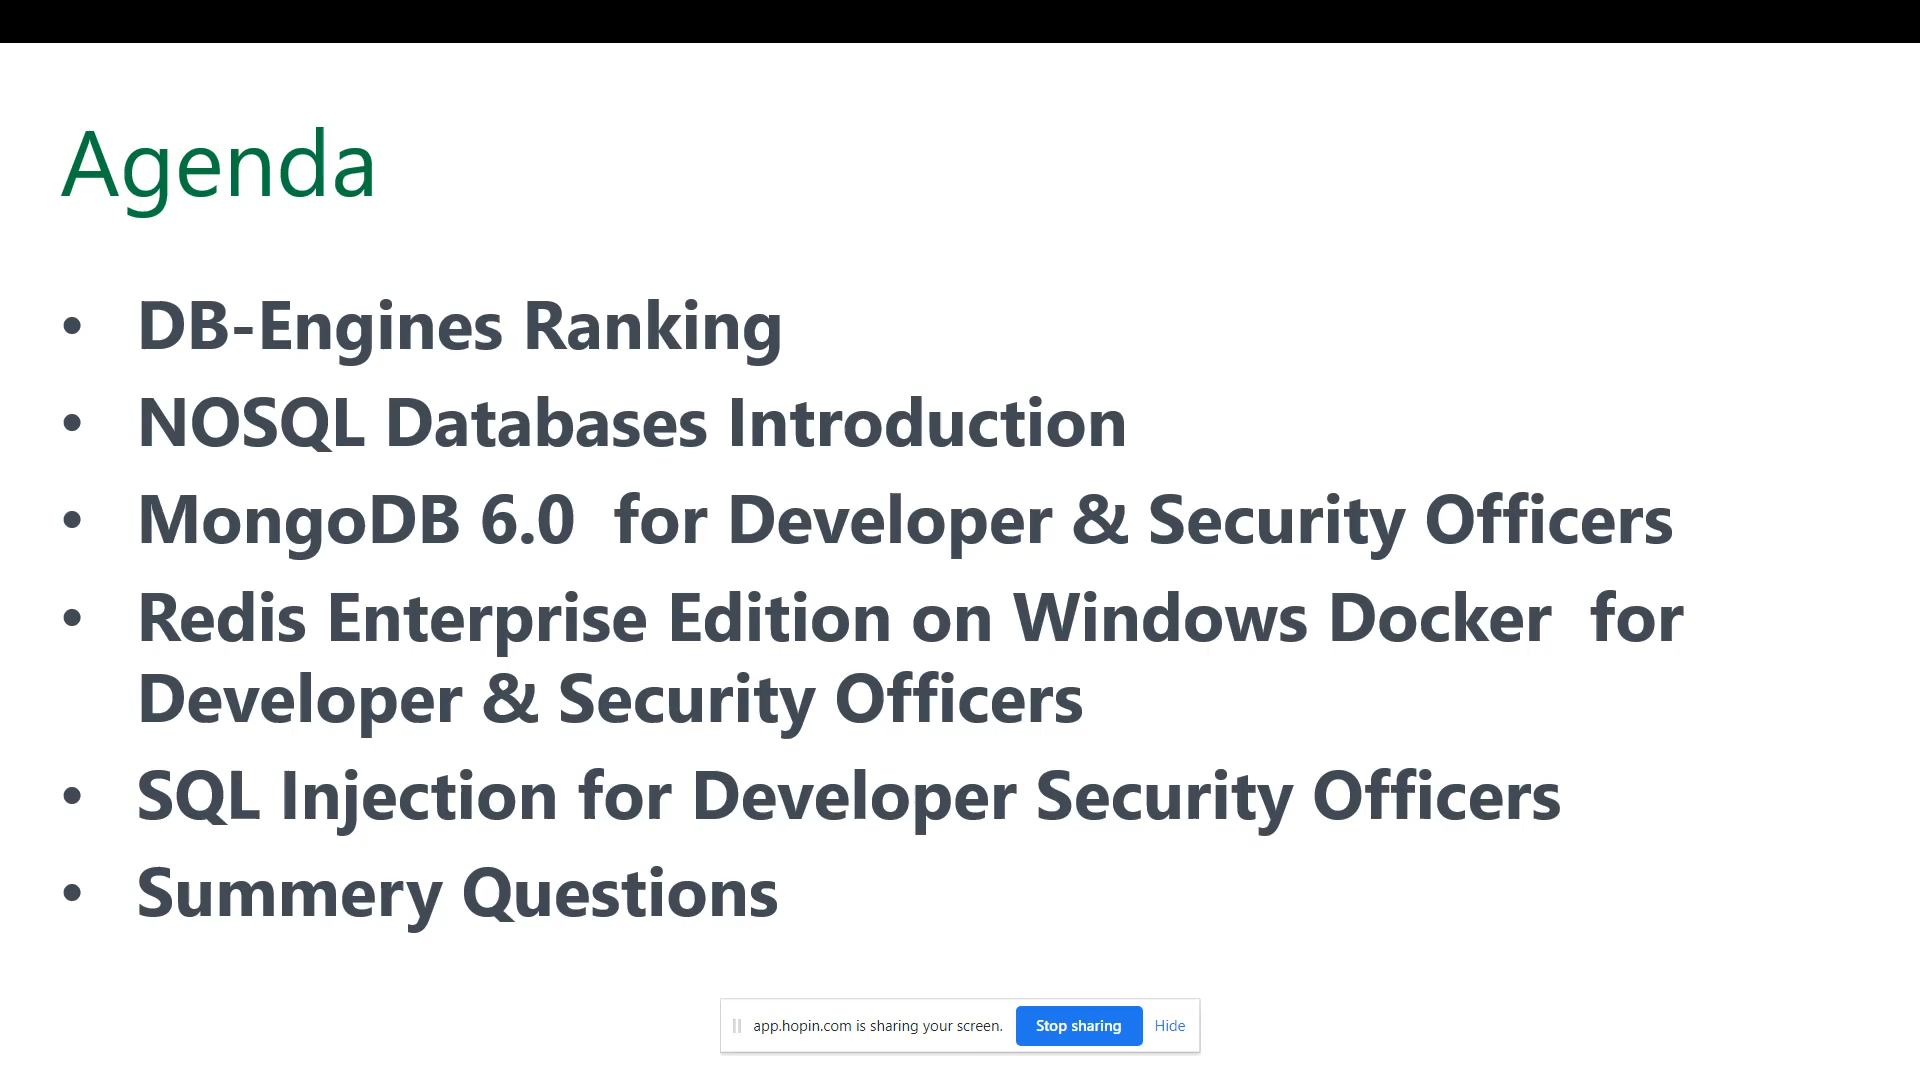 Agenda
• DB-Engines Ranking
• NOSQL Databases Introduction
• MongoDB 6.0  for Developer & Security Officers
• Redis Enterprise Edition on Windows Docker  for
Developer & Security Officers
• SQL Injection for Developer Security Officers
• Summery Questions
app.hopin.com is sharing your screen. Stop sharing Hide